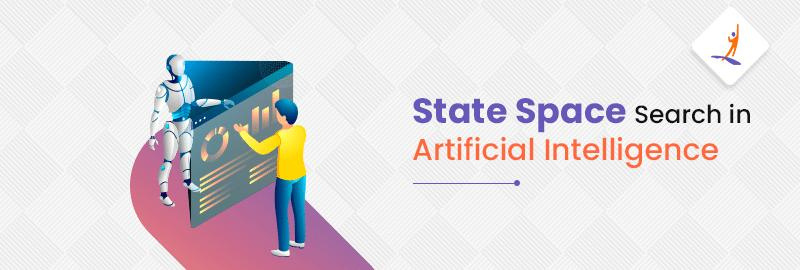 State Space Search in
Artificial Intelligence